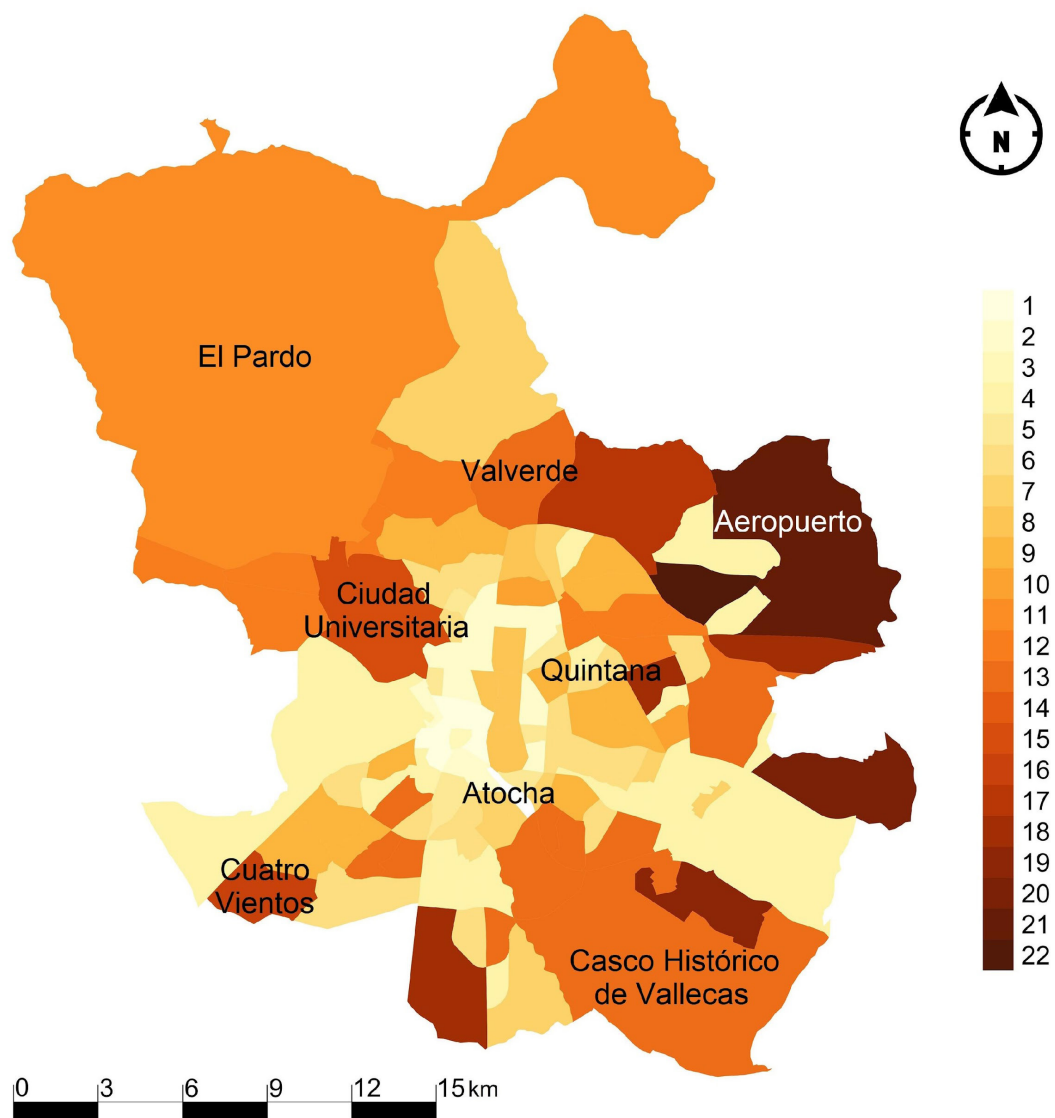 N
El Pardo
Valverde
Aeropuerto
Ciudad
Universitaria
Quintana
Atocha
Cuatro
Vientos
Casco Histórico
de Vallecas
1
2
3
4
5
6
7
8
9
10
11
12
13
14
15
16
17
18
19
20
21
22
0 3 6 9 12 15 km